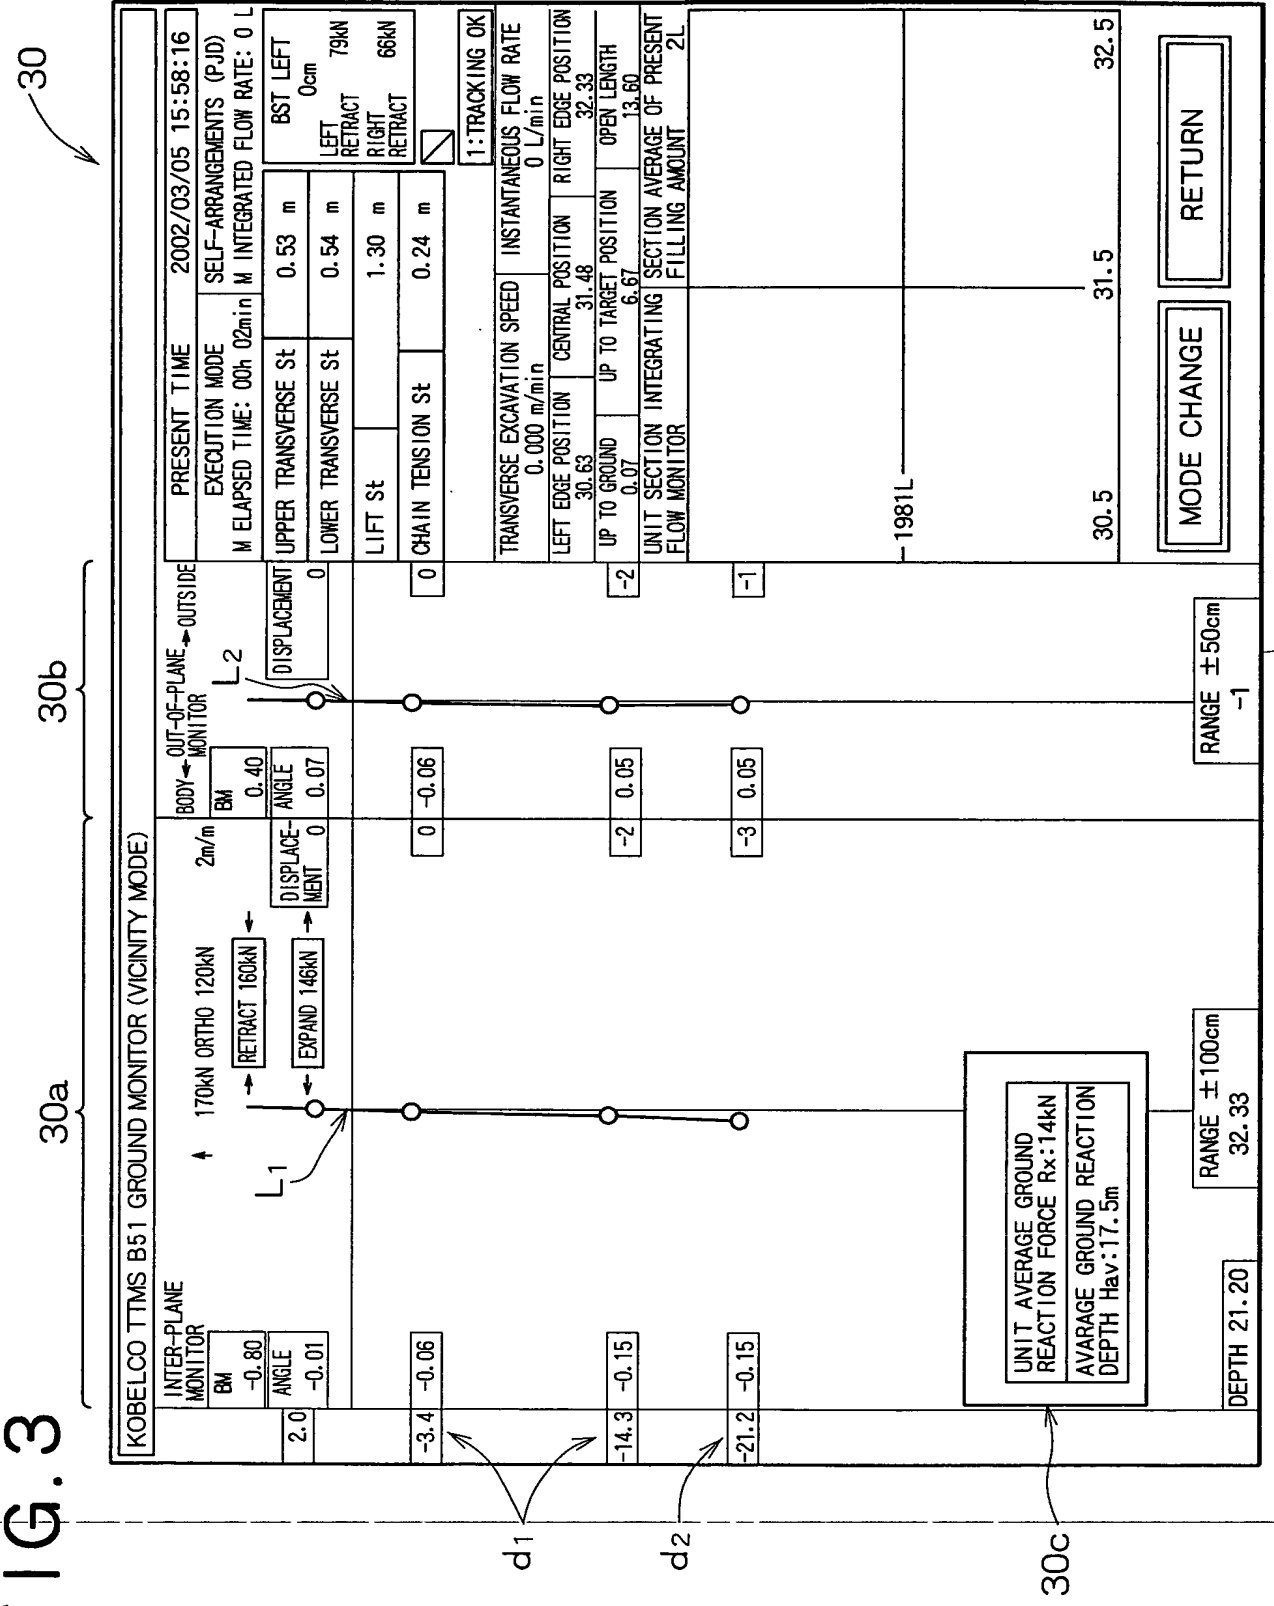 FIG. 3
30
30a
30b
KOBELCO TTMS B51 GROUND MONITOR (VICINITY MODE)
INTER-PLANE
MONITOR
BM
-0.80
ANGLE
-0.01
2.0
-3.4 -0.06
-14.3 -0.15
-21.2 -0.15
d1
d2
170kN ORTHO 120kN
2m/m
RETRACT 160kN
EXPAND 146kN
DISPLACE-
MENT 0
L1
0
-2
-3
BODY OUT-OF-PLANE OUTSIDE
MONITOR
BM
0.40
ANGLE
0.07
DISPLACEMENT
0
L2
-0.06
0
0.05
-2
0.05
-1
UNIT AVERAGE GROUND
REACTION FORCE Rx:14kN
AVARAGE GROUND REACTION
DEPTH Hav:17.5m
30c
DEPTH 21.20
RANGE ±100cm
32.33
RANGE ±50cm
-1
PRESENT TIME 2002/03/05 15:58:16
EXECUTION MODE SELF-ARRANGEMENTS (PJD)
M ELAPSED TIME: 00h 02min M INTEGRATED FLOW RATE: 0 L
UPPER TRANSVERSE St 0.53 m
LOWER TRANSVERSE St 0.54 m
LIFT St 1.30 m
CHAIN TENSION St 0.24 m
BST LEFT
0cm
LEFT
RETRACT 79kN
RIGHT
RETRACT 66kN
1:TRACKING OK
TRANSVERSE EXCAVATION SPEED INSTANTANEOUS FLOW RATE
0.000 m/min 0 L/min
LEFT EDGE POSITION CENTRAL POSITION RIGHT EDGE POSITION
30.63 31.48 32.33
UP TO GROUND UP TO TARGET POSITION OPEN LENGTH
0.07 6.67 13.60
UNIT SECTION INTEGRATING SECTION AVERAGE OF PRESENT
FLOW MONITOR FILLING AMOUNT 2L
1981L
30.5 31.5 32.5
MODE CHANGE RETURN